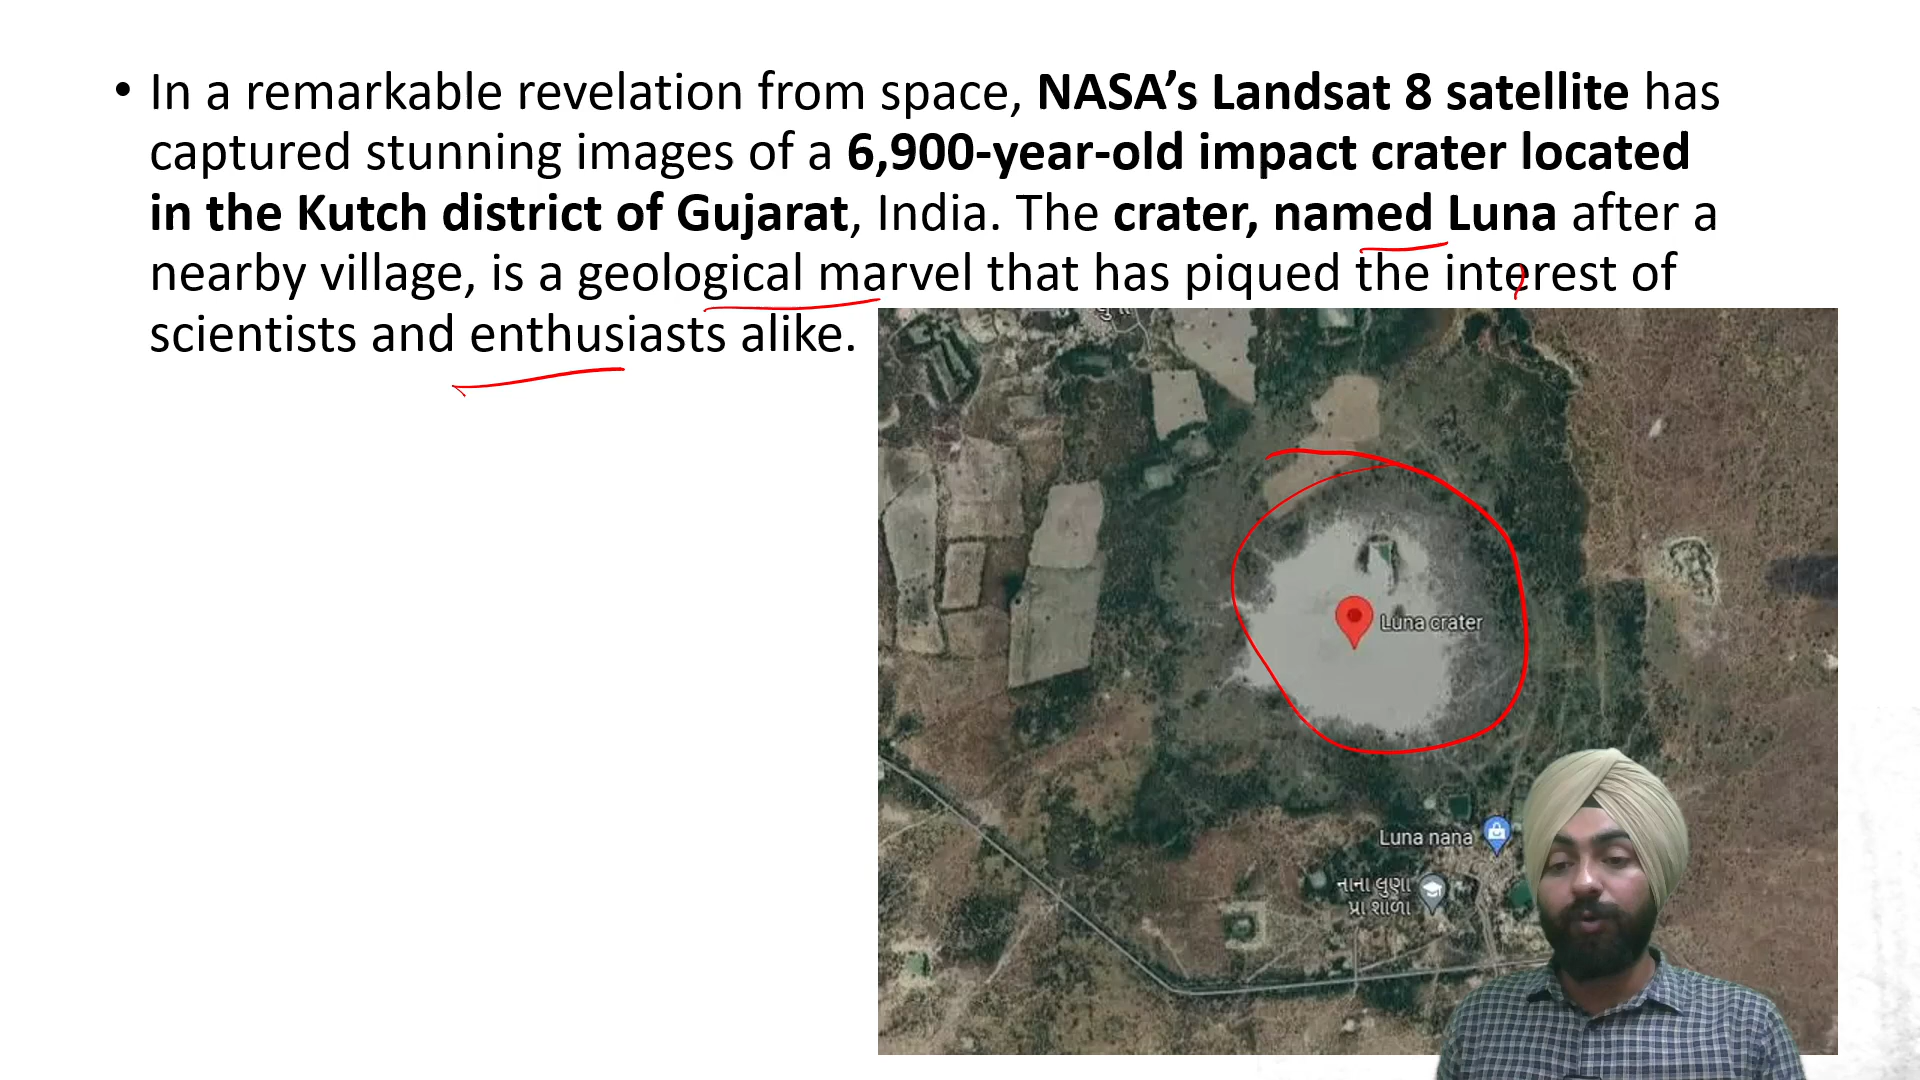 • In a remarkable revelation from space, NASA’s Landsat 8 satellite has
captured stunning images of a 6,900-year-old impact crater located
in the Kutch district of Gujarat, India. The crater, named Luna after a
nearby village, is a geological marvel that has piqued the interest of
scientists and enthusiasts alike.
Luna crater
Luna nana
નાના લુણા
પ્રા શાળા